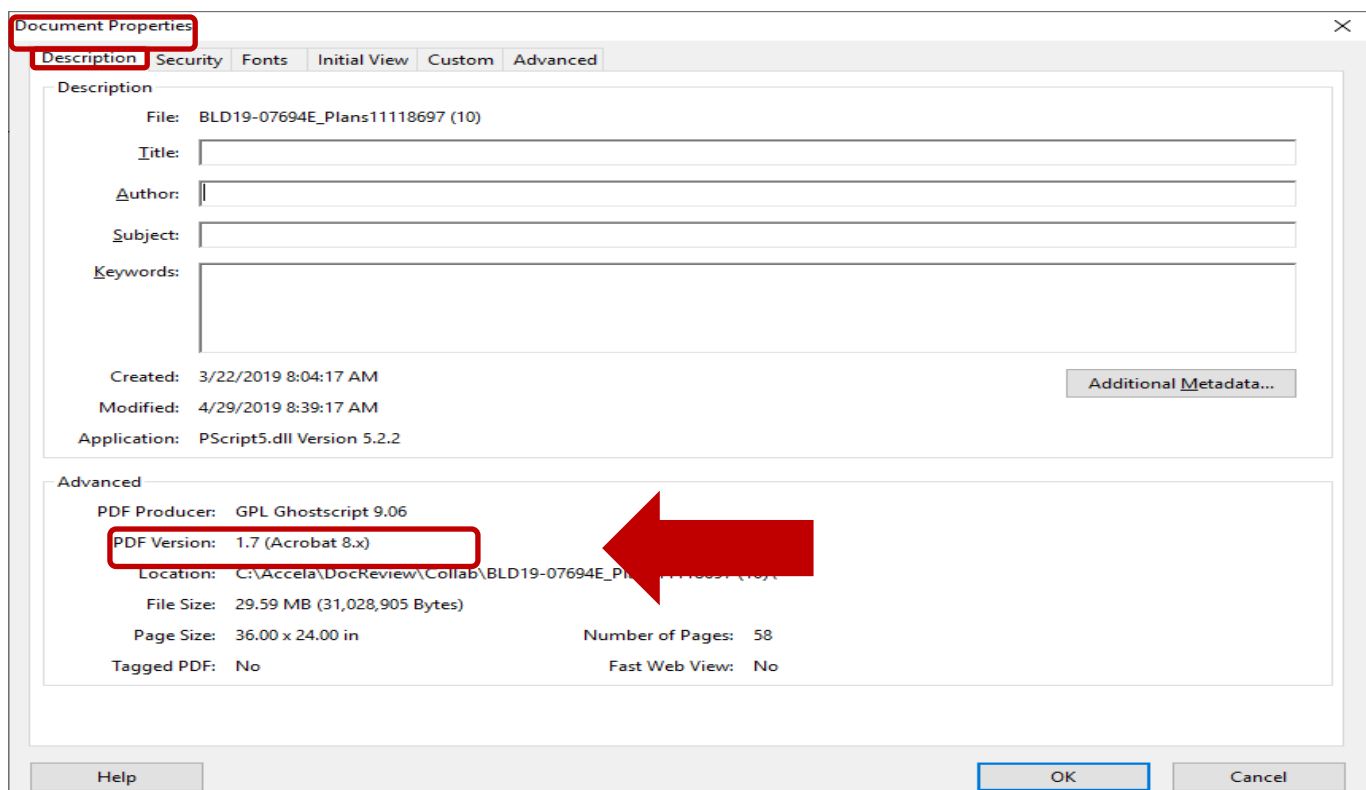 Document Properties
Description Security Fonts Initial View Custom Advanced
Description
File: BLD19-07694E_Plans11118697 (10)
Title:
Author:
Subject:
Keywords:
Created: 3/22/2019 8:04:17 AM
Additional Metadata...
Modified: 4/29/2019 8:39:17 AM
Application: PScript5.dll Version 5.2.2
Advanced
PDF Producer: GPL Ghostscript 9.06
PDF Version: 1.7 (Acrobat 8.x)
Location: C:\Accela\DocReview\Collab\BLD19-07694E_
File Size: 29.59 MB (31,028,905 Bytes)
Page Size: 36.00 x 24.00 in Number of Pages: 58
Tagged PDF: No Fast Web View: No
Help OK Cancel